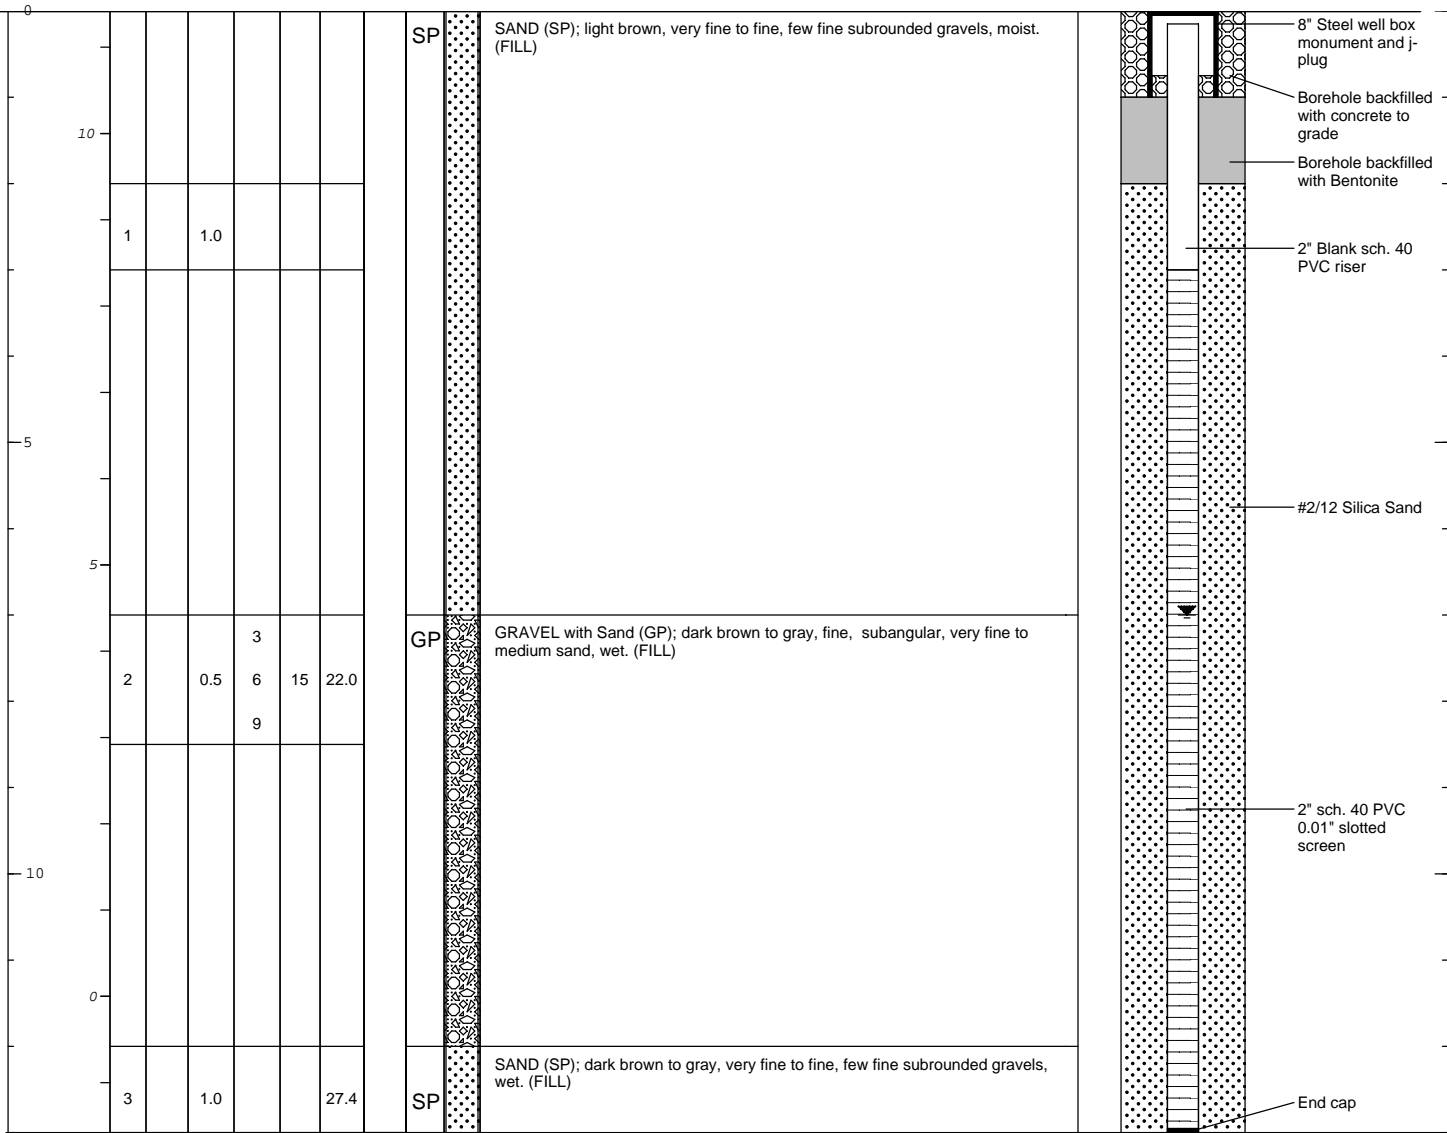 0
SP
SAND (SP); light brown, very fine to fine, few fine subrounded gravels, moist.
(FILL)
8" Steel well box
monument and j-
plug
Borehole backfilled
with concrete to
grade
10
Borehole backfilled
with Bentonite
1 1.0
2" Blank sch. 40
PVC riser
5
#2/12 Silica Sand
5
GP
GRAVEL with Sand (GP); dark brown to gray, fine, subangular, very fine to
medium sand, wet. (FILL)
3
2 0.5 6 15 22.0
9
2" sch. 40 PVC
0.01" slotted
screen
10
0
SAND (SP); dark brown to gray, very fine to fine, few fine subrounded gravels,
wet. (FILL)
3 1.0 27.4 SP
End cap